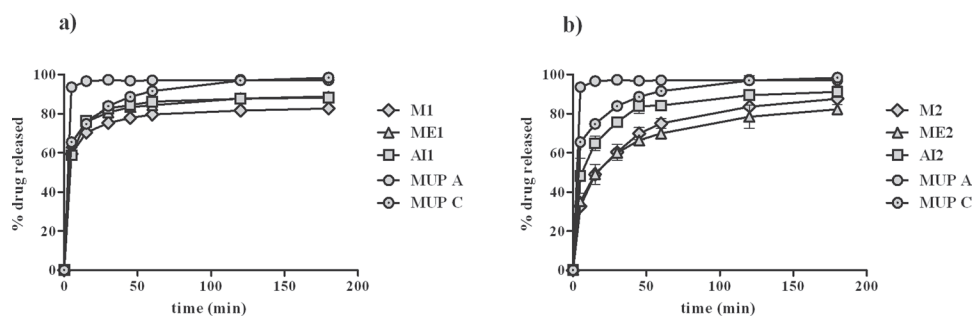 a)
% drug released
100
80
60
40
20
0
0 50 100 150 200
time (min)
M1
ME1
AI1
MUP A
MUP C
b)
% drug released
100
80
60
40
20
0
0 50 100 150 200
time (min)
M2
ME2
AI2
MUP A
MUP C